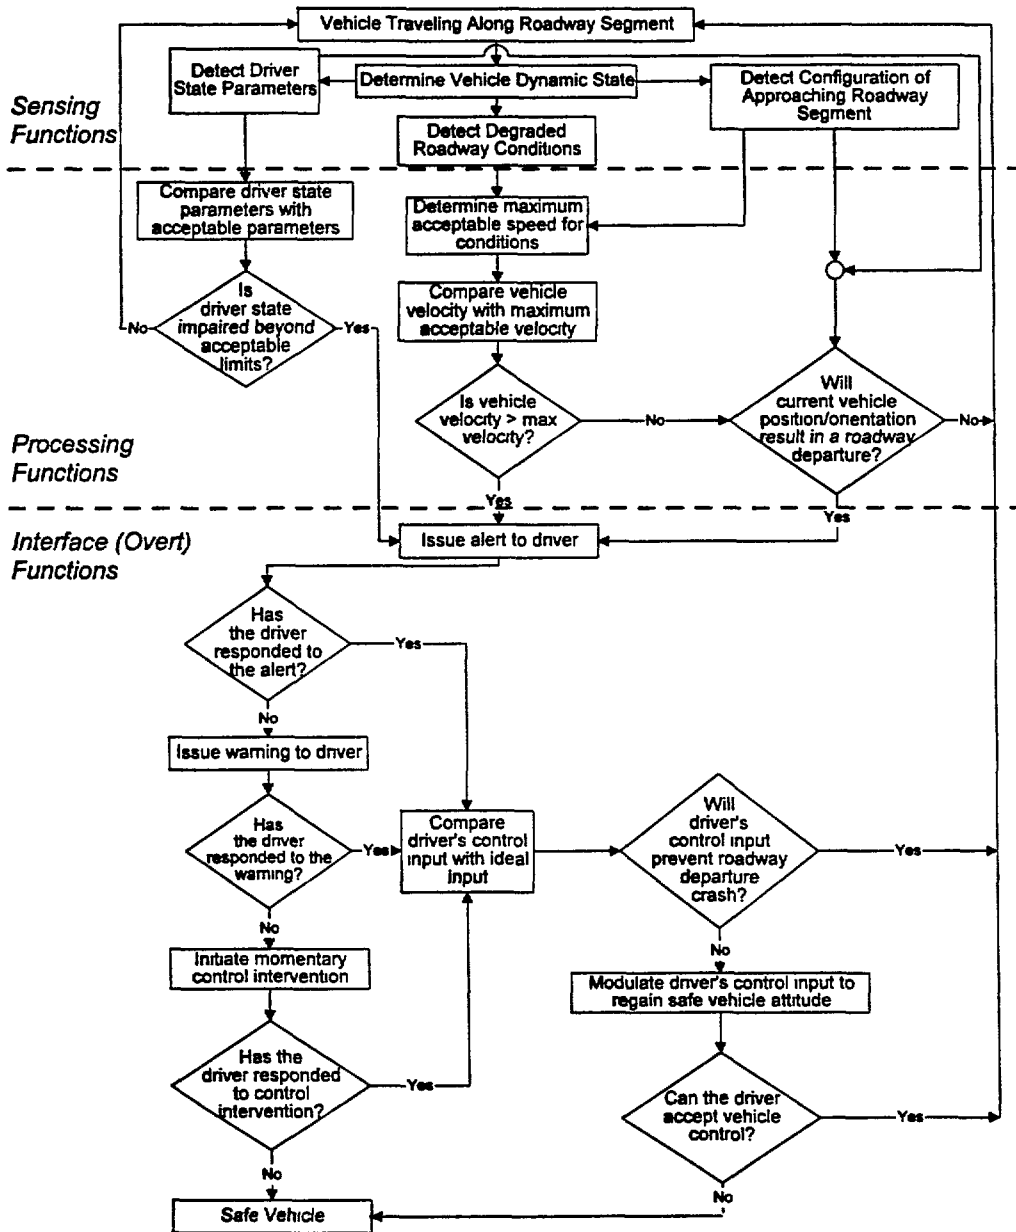 Vehicle Traveling Along Roadway Segment
Detect Driver
State Parameters
Determine Vehicle Dynamic State
Detect Configuration of
Approaching Roadway
Segment
Sensing
Functions
Detect Degraded
Roadway Conditions
Compare driver state
parameters with
acceptable parameters
Determine maximum
acceptable speed for
conditions
Is
driver state
impaired beyond
acceptable
limits?
No
Yes
Compare vehicle
velocity with maximum
acceptable velocity
Is vehicle
velocity > max
velocity?
No
Will
current vehicle
position/orientation
result in a roadway
departure?
No
Processing
Functions
Yes
Yes
Interface (Overt)
Functions
Issue alert to driver
Has
the driver
responded to
the alert?
Yes
No
Issue warning to driver
Has
the driver
responded to the
warning?
Yes
Compare
driver's control
input with ideal
input
Will
driver's
control input
prevent roadway
departure
crash?
Yes
No
No
Initiate momentary
control intervention
Modulate driver's control input to
regain safe vehicle attitude
Has the
driver responded
to control
intervention?
Yes
Can the driver
accept vehicle
control?
Yes
No
No
Safe Vehicle